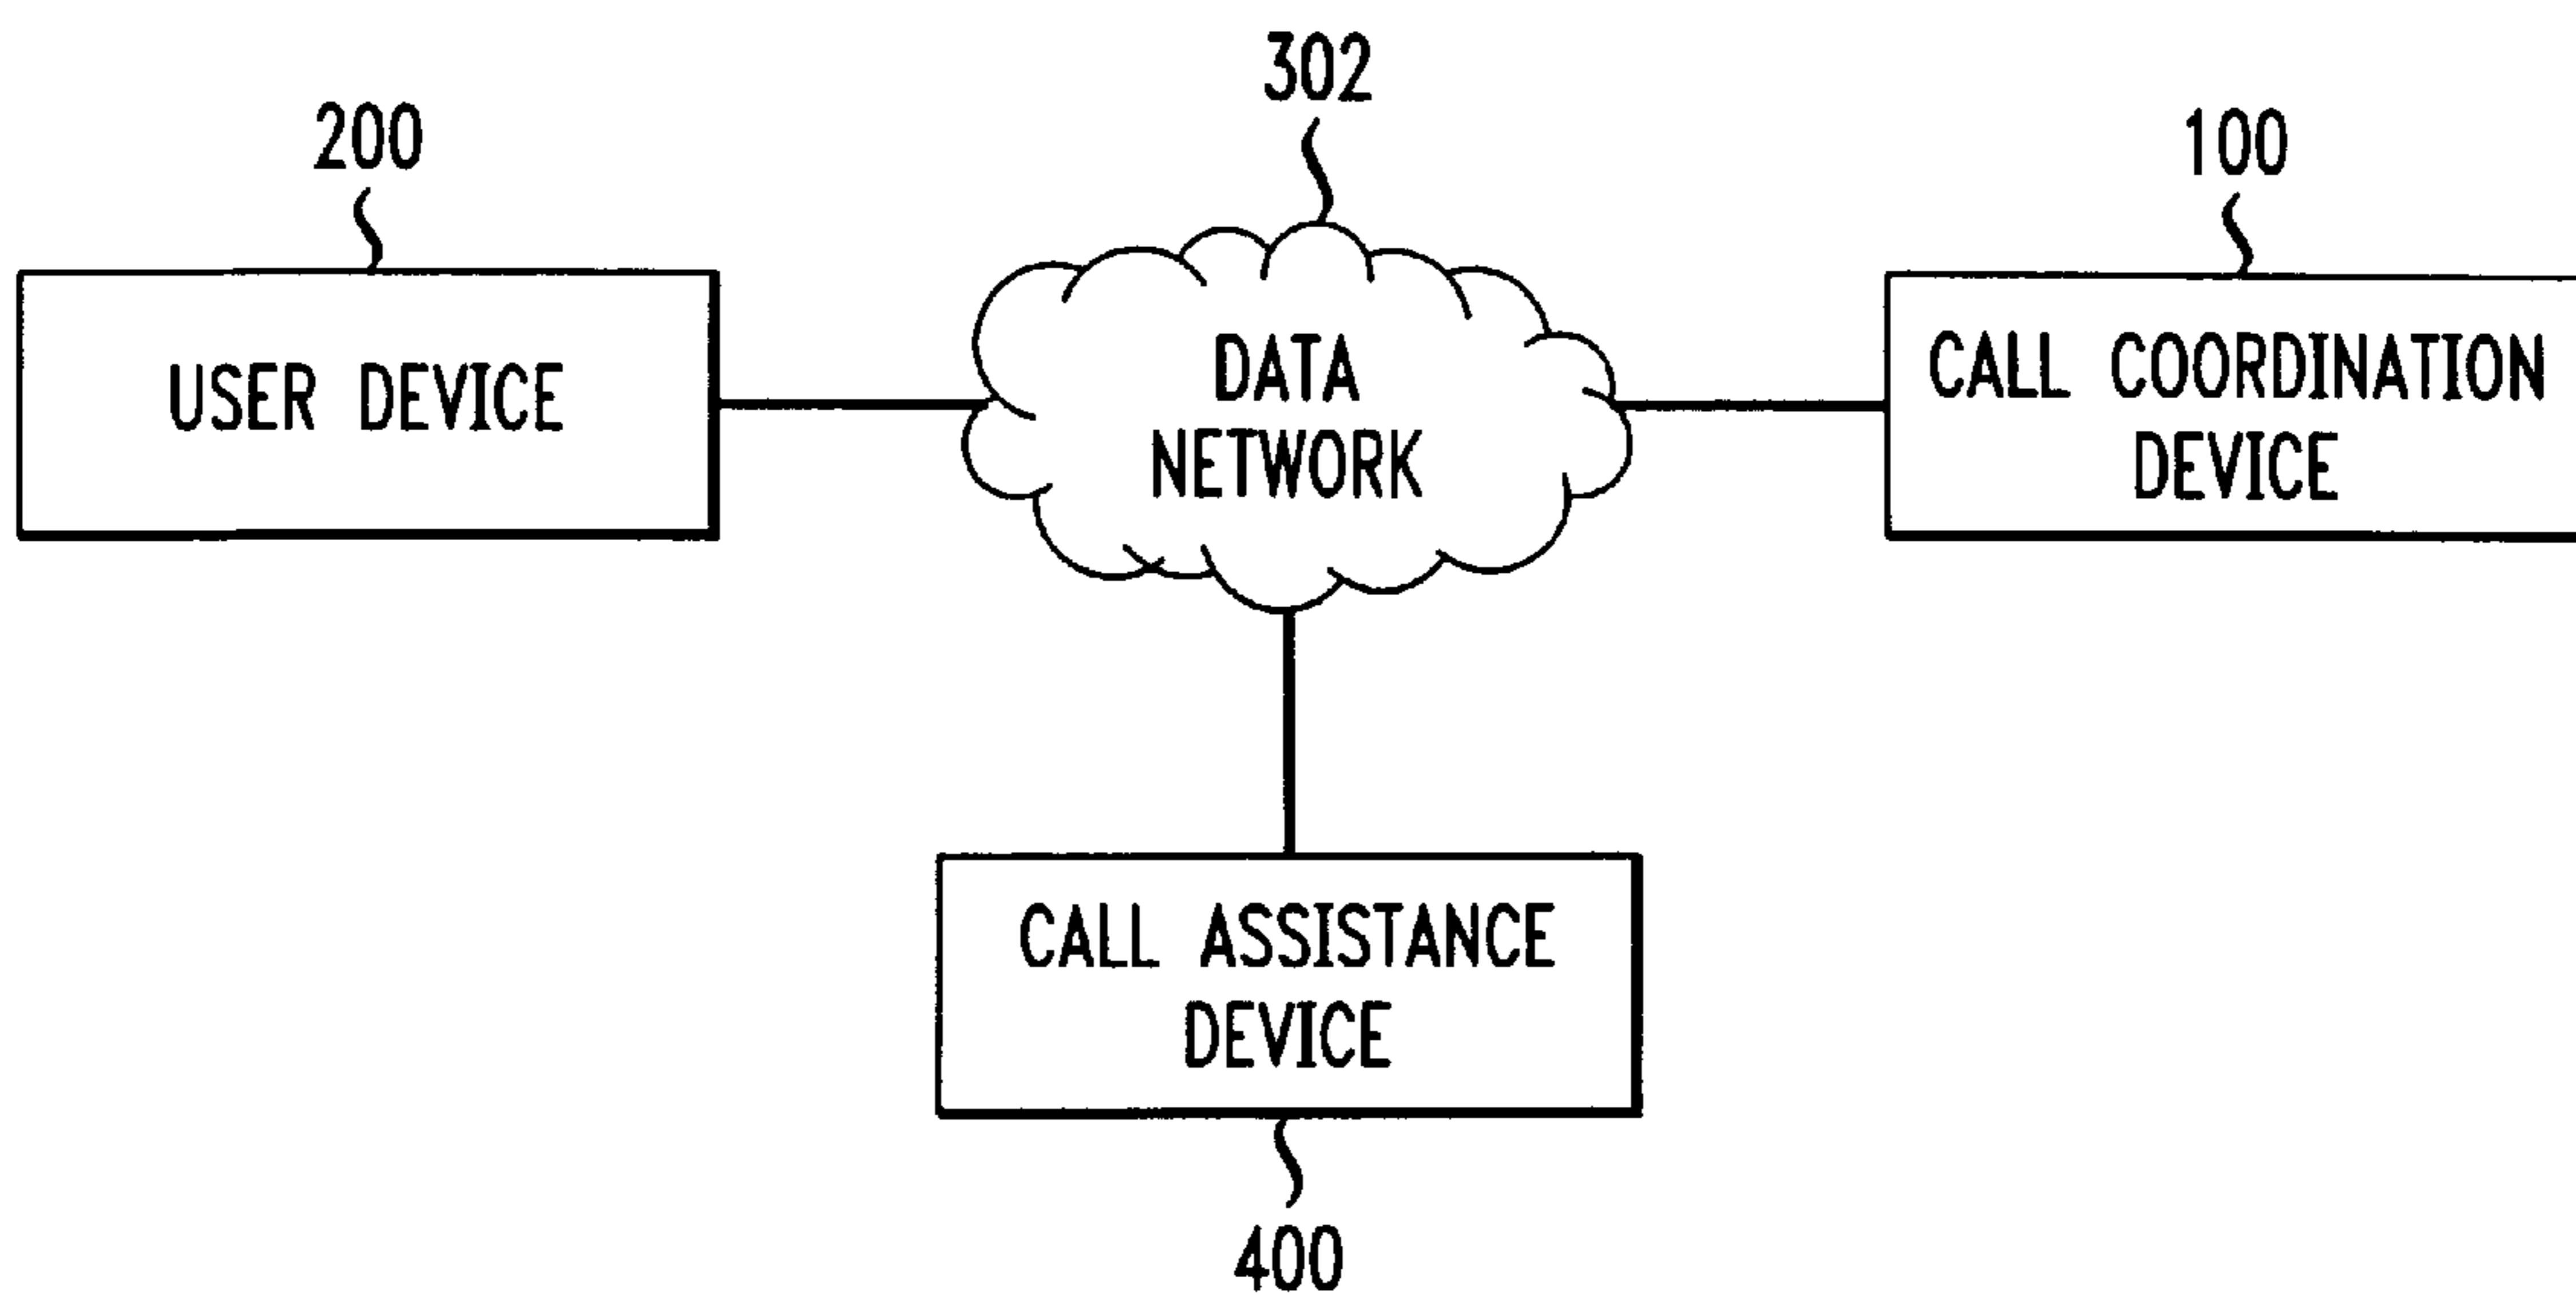 302
200
100
USER DEVICE
DATA
NETWORK
CALL COORDINATION
DEVICE
CALL ASSISTANCE
DEVICE
400